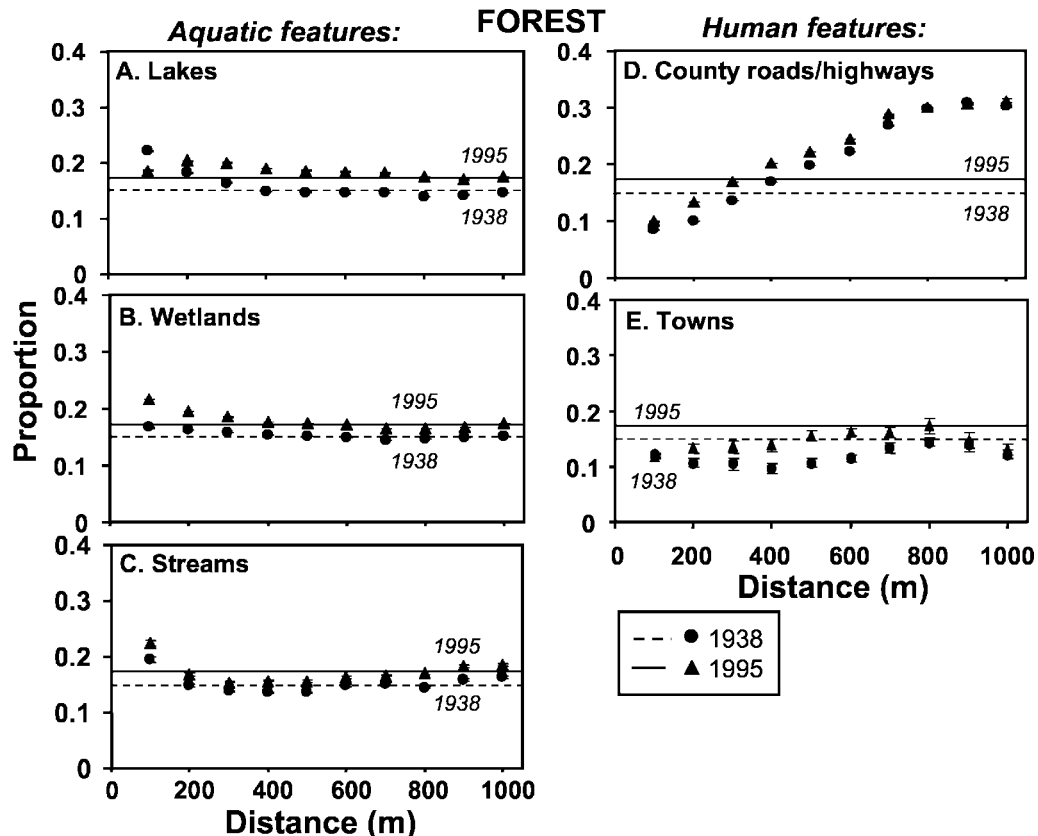 FOREST
Aquatic features:
Human features:
Proportion
A. Lakes
0.4
0.3
0.2
0.1
0
1995
1938
B. Wetlands
0.4
0.3
0.2
0.1
0
1995
1938
C. Streams
0.4
0.3
0.2
0.1
0
1995
1938
0 200 400 600 800 1000
Distance (m)
D. County roads/highways
0.4
0.3
0.2
0.1
0
1995
1938
E. Towns
0.4
0.3
0.2
0.1
0
1995
1938
0 200 400 600 800 1000
Distance (m)
1938
1995